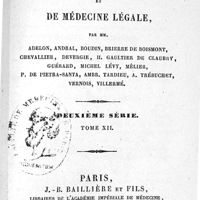 ET
DE MÉDECINE LÉGALE,
PAR MM.
ADELON, ANDRAL, BOUDIN, BRIERRE DE BOISMONT,
CHEVALLIER, DEVERGIE, H. GAULTIER DE CLAUBRY,
GUÉRARD, MICHEL LÉVY, MÉLIER,
P. DE PIETRA-SANTA, AMB. TARDIEU, A. TRÉBUCHET,
VERNOIS, VILLERMÉ.
DEUXIÈME SÉRIE.
TOME XII.
PARIS,
J.-B. BAILLIÈRE ET FILS,
LIBRAIRES DE L'ACADÉMIE IMPÉRIALE DE MÉDECINE,